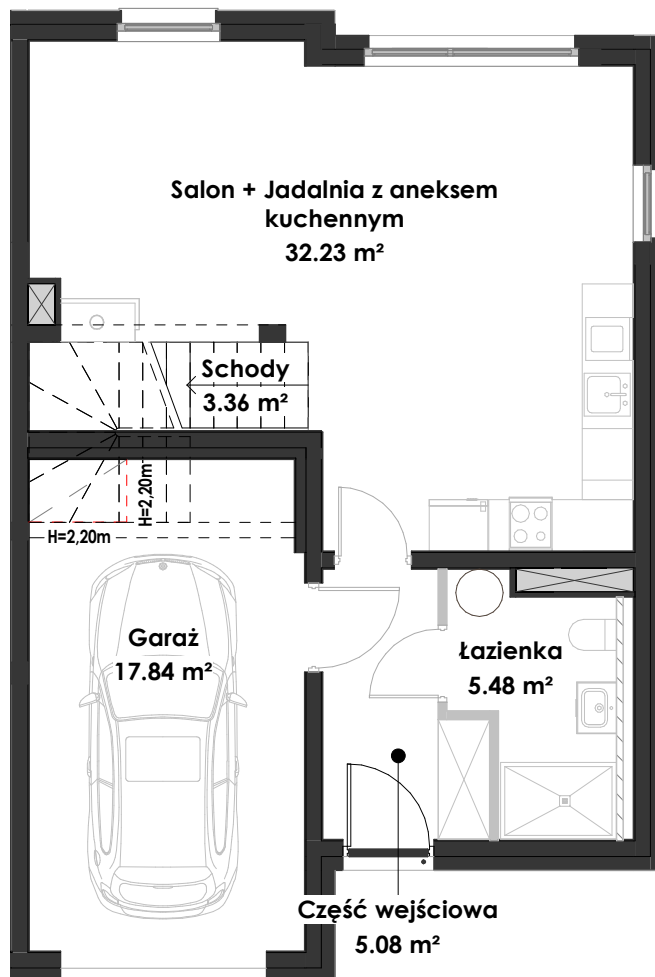 Salon + Jadalnia z aneksem
kuchennym
32.23 m²
Schody
3.36 m²
H=2,20m
H=2,20m
Garaż
17.84 m²
Łazienka
5.48 m²
Część wejściowa
5.08 m²